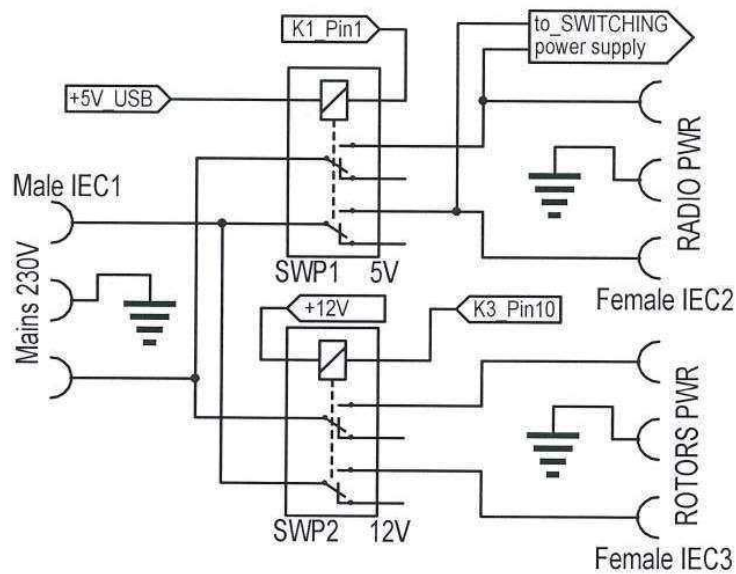 K1_Pin1
to_SWITCHING
power supply
+5V_USB
RADIO PWR
Male IEC1
Mains 230V
SWP1 5V
Female IEC2
+12V
K3_Pin10
ROTORS PWR
SWP2 12V
Female IEC3